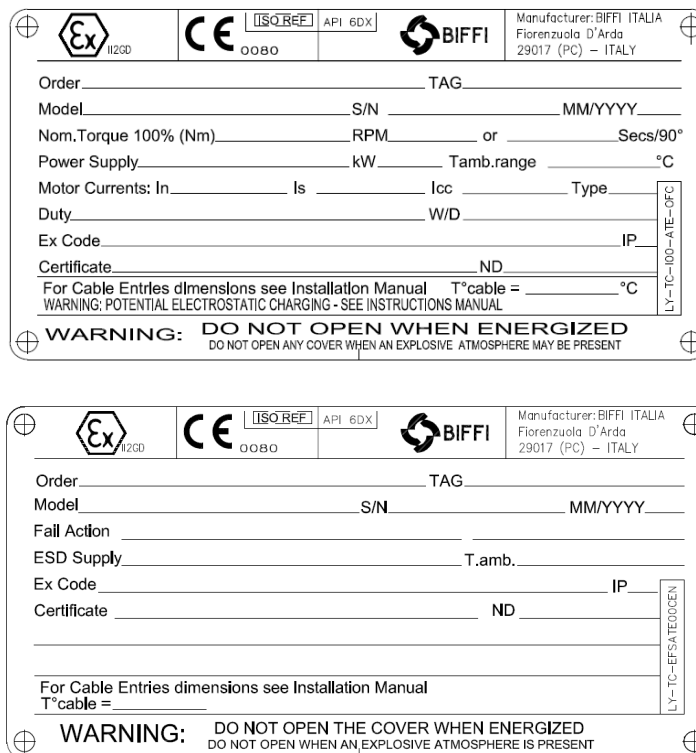 Ex II2GD CE 0080 ISO REF API 6DX BIFFI Manufacturer: BIFFI ITALIA
Fiorenzuola D'Arda
29017 (PC) – ITALY
Order TAG
Model S/N MM/YYYY
Nom.Torque 100% (Nm) RPM or Secs/90°
Power Supply kW Tamb.range °C
Motor Currents: In Is Icc Type
Duty W/D
Ex Code IP
Certificate ND
For Cable Entries dimensions see Installation Manual T°cable = °C
WARNING: POTENTIAL ELECTROSTATIC CHARGING - SEE INSTRUCTIONS MANUAL
LY-TC-I00-ATE-OFC
WARNING: DO NOT OPEN WHEN ENERGIZED
DO NOT OPEN ANY COVER WHEN AN EXPLOSIVE ATMOSPHERE MAY BE PRESENT
Ex II2GD CE 0080 ISO REF API 6DX BIFFI Manufacturer: BIFFI ITALIA
Fiorenzuola D'Arda
29017 (PC) – ITALY
Order TAG
Model S/N MM/YYYY
Fail Action
ESD Supply T.amb.
Ex Code IP
Certificate ND
LY-TC-EFSATE00CEN
For Cable Entries dimensions see Installation Manual
T°cable =
WARNING: DO NOT OPEN THE COVER WHEN ENERGIZED
DO NOT OPEN WHEN AN EXPLOSIVE ATMOSPHERE IS PRESENT